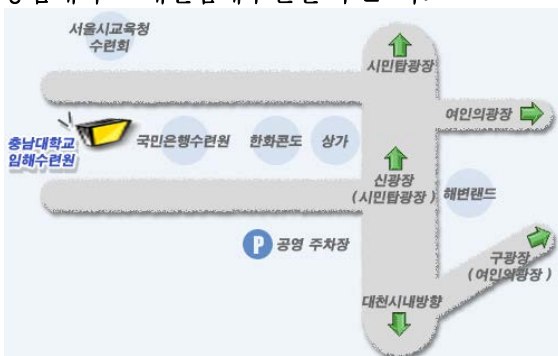 서울시교육청
수련회
시민탑광장
여인의광장
충남대학교
임해수련원
국민은행수련원
한화콘도
상가
신광장
(시민탑광장)
해변랜드
P 공영 주차장
구광장
(여인의광장)
대천시내방향